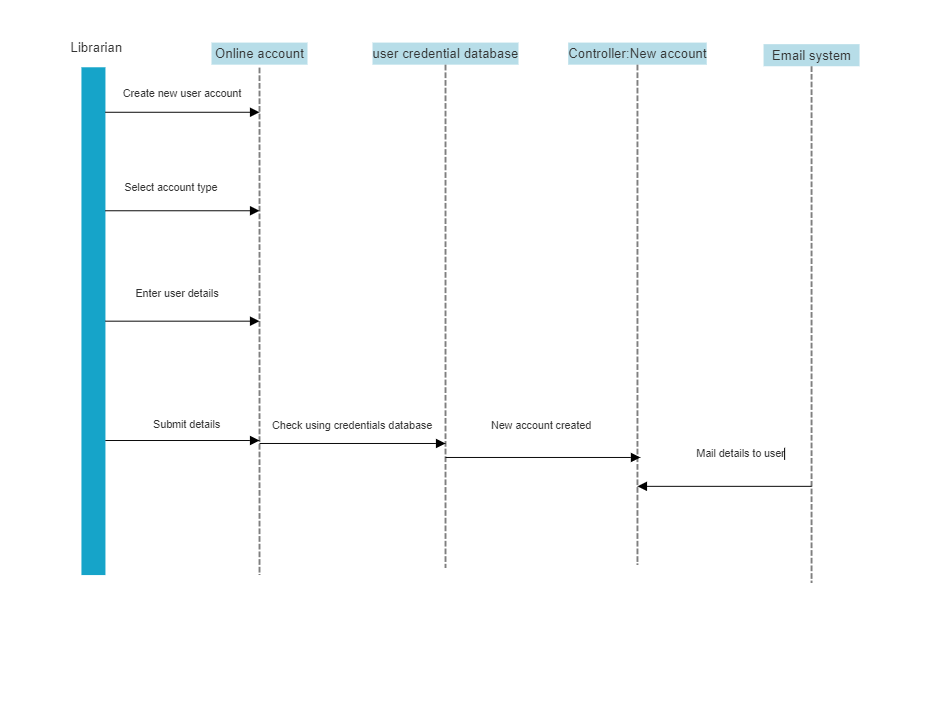 Librarian
Online account
user credential database
Controller:New account
Email system
Create new user account
Select account type
Enter user details
Submit details
Check using credentials database
New account created
Mail details to user